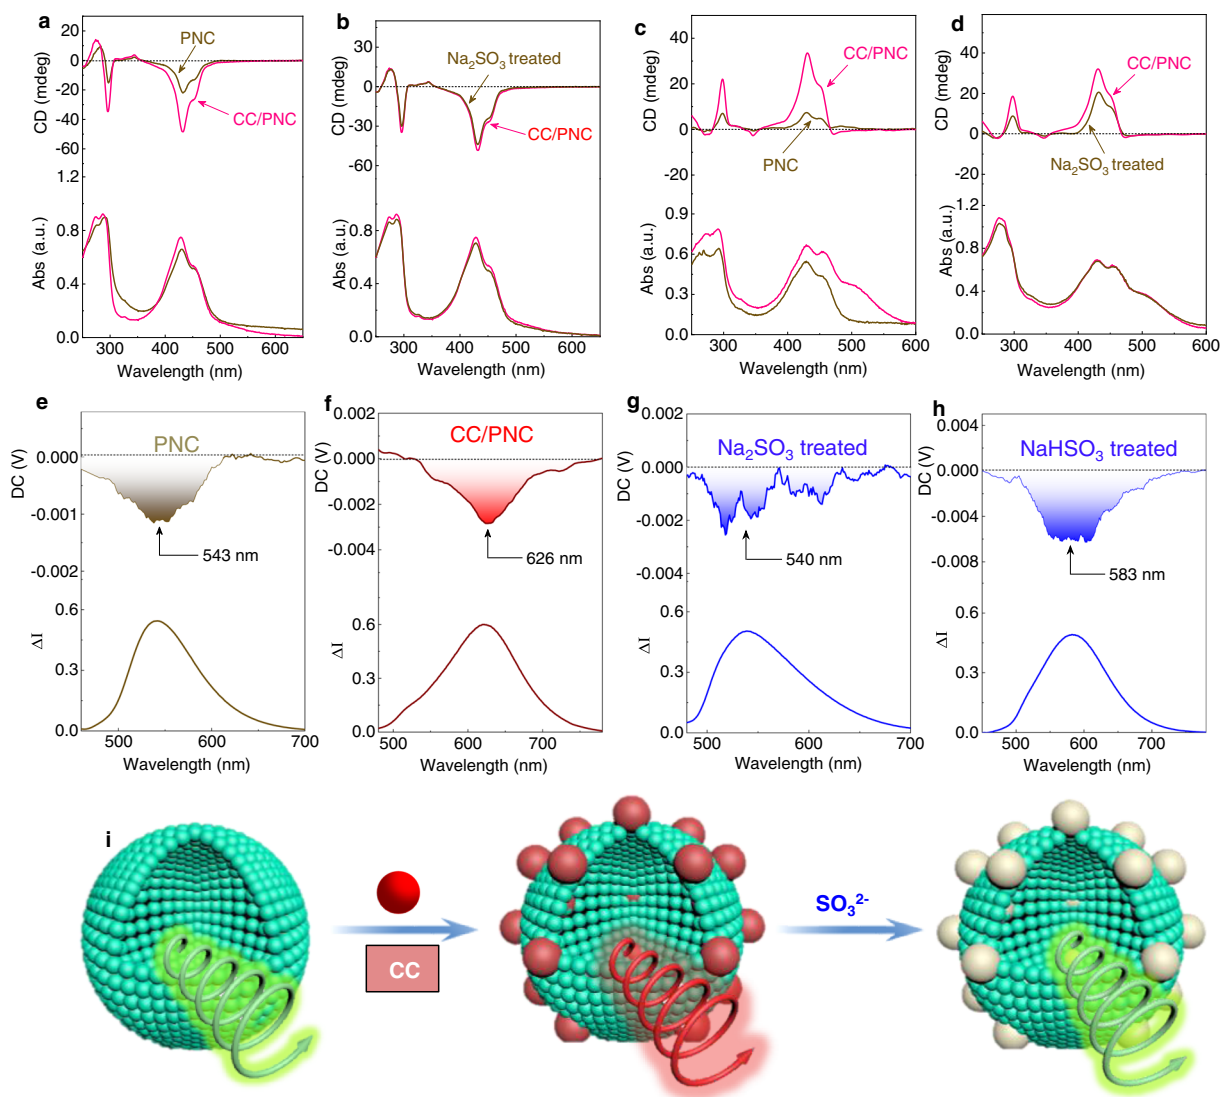 a
20
0
-20
-40
-60
CD (mdeg)
PNC
CC/PNC
1.2
0.8
0.4
0.0
Abs (a.u.)
300 400 500 600
Wavelength (nm)
b
30
0
-30
-60
CD (mdeg)
Na₂SO₃ treated
CC/PNC
0.8
0.4
0.0
Abs (a.u.)
300 400 500 600
Wavelength (nm)
c
40
20
0
-20
CD (mdeg)
CC/PNC
PNC
0.9
0.6
0.3
0.0
Abs (a.u.)
300 400 500 600
Wavelength (nm)
d
60
40
20
0
-20
CD (mdeg)
CC/PNC
Na₂SO₃ treated
1.2
0.8
0.4
0.0
Abs (a.u.)
300 400 500 600
Wavelength (nm)
e
PNC
0.000
-0.001
-0.002
DC (V)
543 nm
0.6
0.3
0.0
ΔI
500 600 700
Wavelength (nm)
f
CC/PNC
0.002
0.000
-0.002
-0.004
DC (V)
626 nm
0.6
0.3
0.0
ΔI
500 600 700
Wavelength (nm)
g
Na₂SO₃ treated
0.002
0.000
-0.002
-0.004
DC (V)
540 nm
0.6
0.3
0.0
ΔI
500 600 700
Wavelength (nm)
h
NaHSO₃ treated
0.004
0.000
-0.004
-0.008
DC (V)
583 nm
0.6
0.3
0.0
ΔI
500 600 700
Wavelength (nm)
i
CC
SO₃²⁻